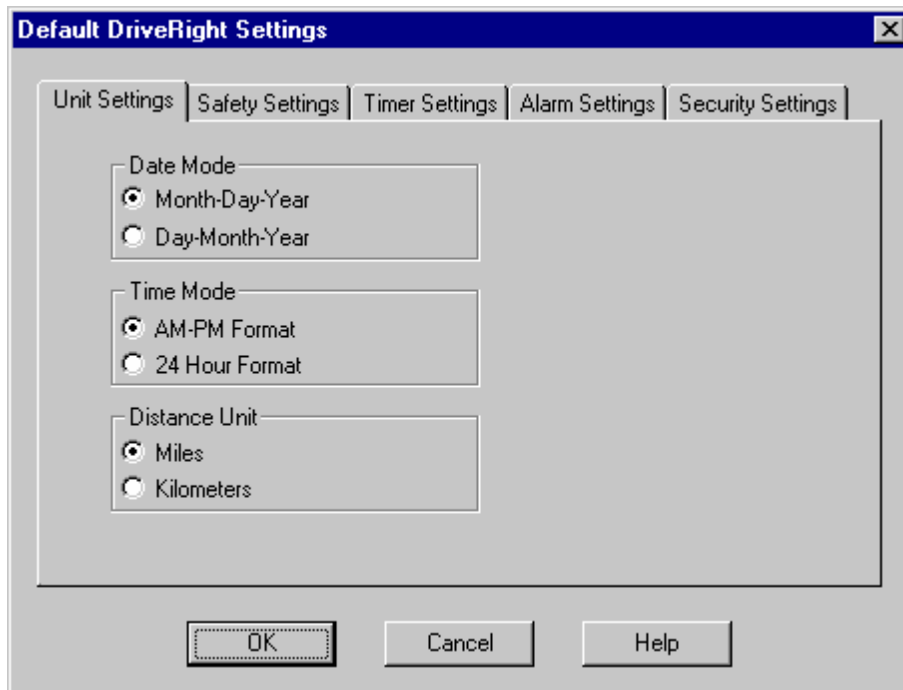 Default DriveRight Settings
Unit Settings Safety Settings Timer Settings Alarm Settings Security Settings
Date Mode
Month-Day-Year
Day-Month-Year
Time Mode
AM-PM Format
24 Hour Format
Distance Unit
Miles
Kilometers
OK Cancel Help